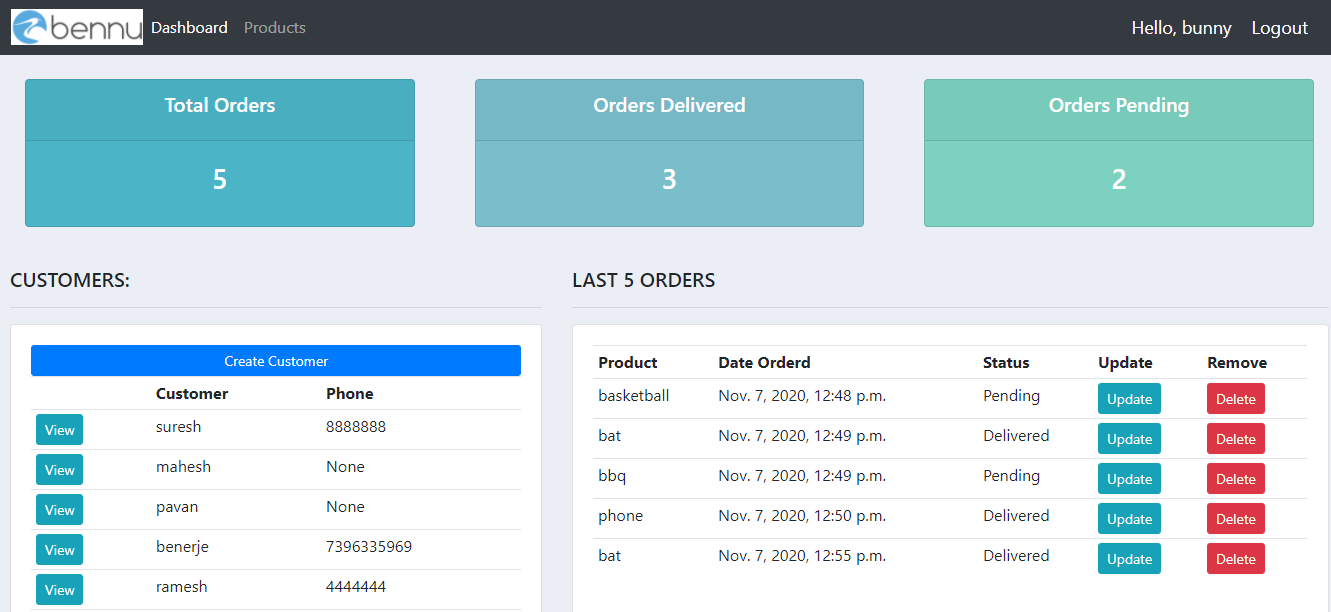 bennu Dashboard Products Hello, bunny Logout
Total Orders
5
Orders Delivered
3
Orders Pending
2
CUSTOMERS:
Create Customer
Customer Phone
View suresh 8888888
View mahesh None
View pavan None
View benerje 7396335969
View ramesh 4444444
LAST 5 ORDERS
Product Date Orderd Status Update Remove
basketball Nov. 7, 2020, 12:48 p.m. Pending Update Delete
bat Nov. 7, 2020, 12:49 p.m. Delivered Update Delete
bbq Nov. 7, 2020, 12:49 p.m. Pending Update Delete
phone Nov. 7, 2020, 12:50 p.m. Delivered Update Delete
bat Nov. 7, 2020, 12:55 p.m. Delivered Update Delete